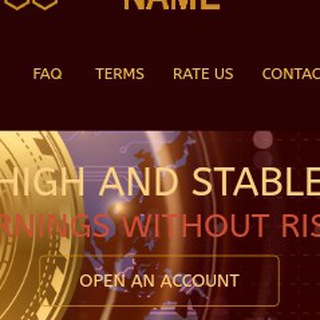 NAME
FAQ TERMS RATE US CONTAC
HIGH AND STABLE
RNINGS WITHOUT RIS
OPEN AN ACCOUNT